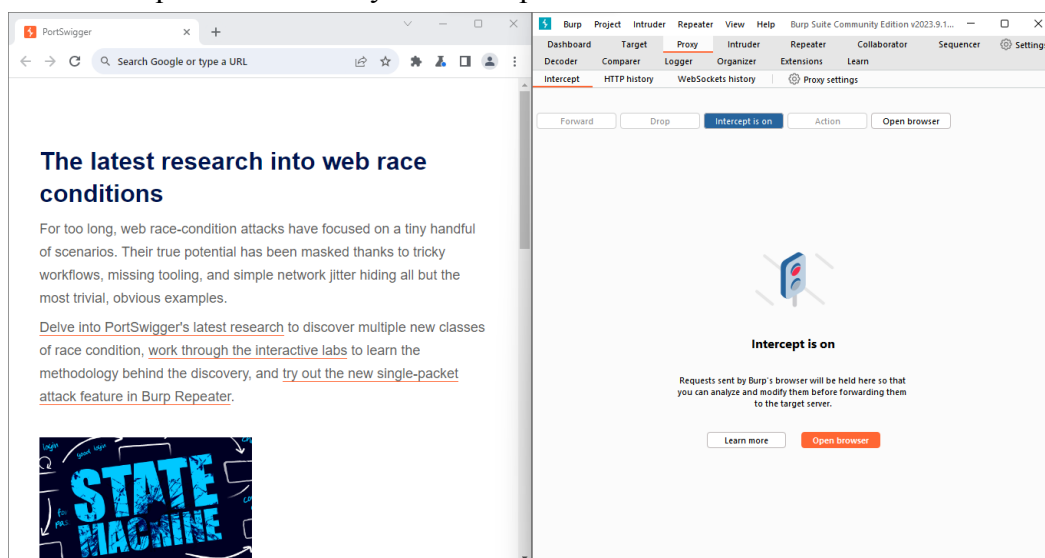 PortSwigger
Search Google or type a URL
The latest research into web race
conditions
For too long, web race-condition attacks have focused on a tiny handful
of scenarios. Their true potential has been masked thanks to tricky
workflows, missing tooling, and simple network jitter hiding all but the
most trivial, obvious examples.
Delve into PortSwigger's latest research to discover multiple new classes
of race condition, work through the interactive labs to learn the
methodology behind the discovery, and try out the new single-packet
attack feature in Burp Repeater.
login
STATE
MACHINE
Burp Project Intruder Repeater View Help Burp Suite Community Edition v2023.9.1...
Dashboard Target Proxy Intruder Repeater Collaborator Sequencer Settings
Decoder Comparer Logger Organizer Extensions Learn
Intercept HTTP history WebSockets history Proxy settings
Forward Drop Intercept is on Action Open browser
Intercept is on
Requests sent by Burp's browser will be held here so that
you can analyze and modify them before forwarding them
to the target server.
Learn more Open browser